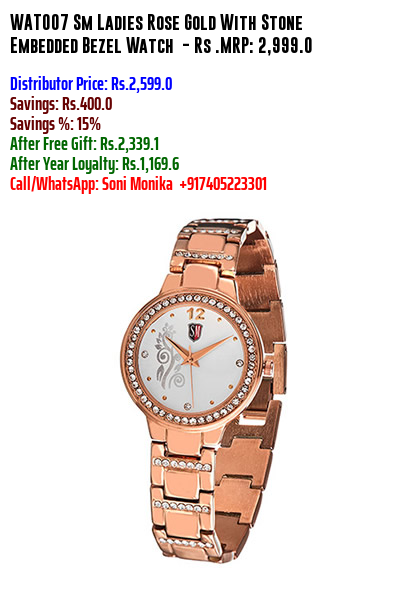 WAT007 Sm Ladies Rose Gold With Stone
Embedded Bezel Watch - Rs .MRP: 2,999.0
Distributor Price: Rs.2,599.0
Savings: Rs.400.0
Savings %: 15%
After Free Gift: Rs.2,339.1
After Year Loyalty: Rs.1,169.6
Call/WhatsApp: Soni Monika +917405223301
12
SM